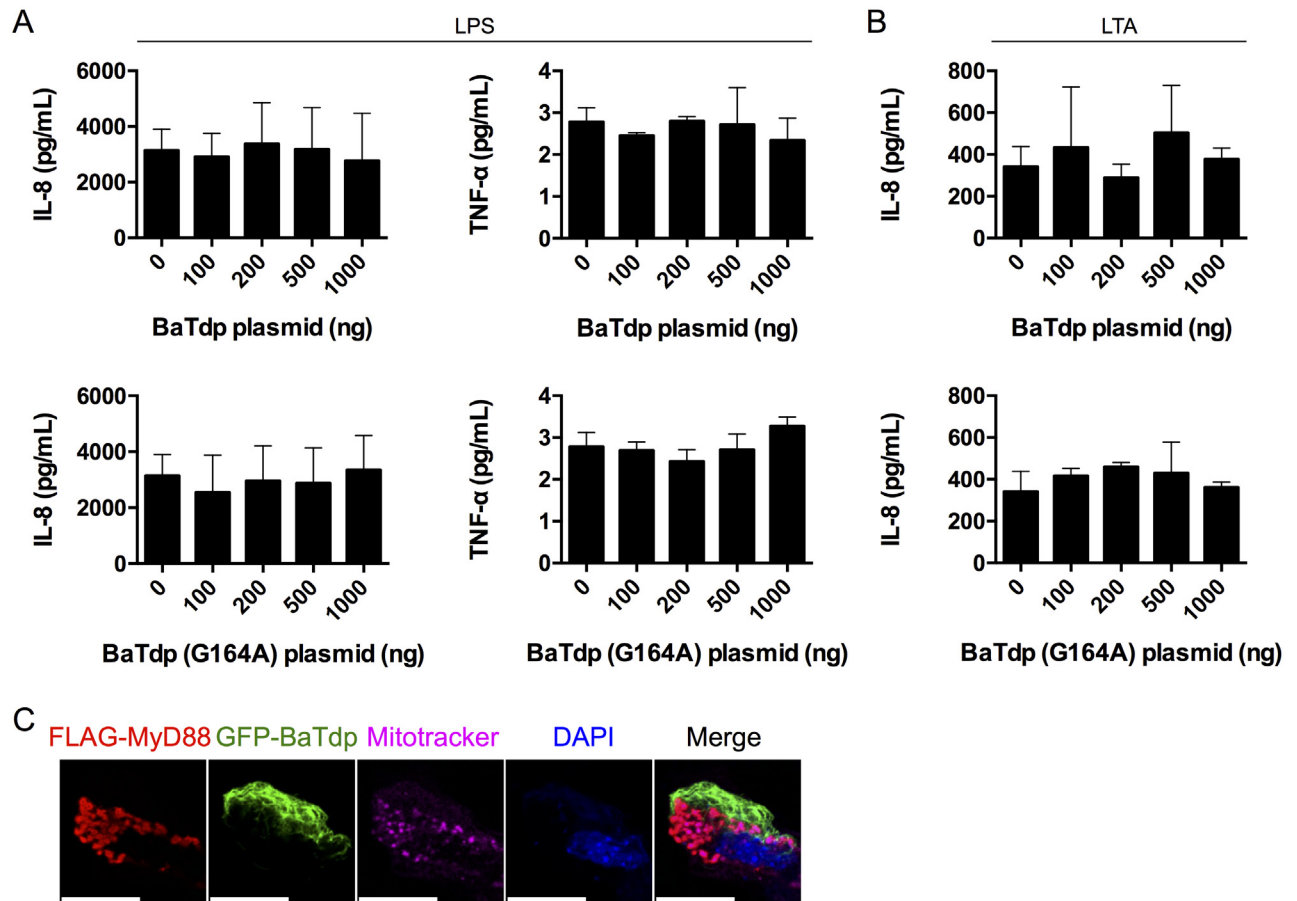 A
LPS
B
LTA
IL-8 (pg/mL)
6000
4000
2000
0
0 100 200 500 1000
BaTdp plasmid (ng)
TNF-α (pg/mL)
4
3
2
1
0
0 100 200 500 1000
BaTdp plasmid (ng)
IL-8 (pg/mL)
800
600
400
200
0
0 100 200 500 1000
BaTdp plasmid (ng)
IL-8 (pg/mL)
6000
4000
2000
0
0 100 200 500 1000
BaTdp (G164A) plasmid (ng)
TNF-α (pg/mL)
4
3
2
1
0
0 100 200 500 1000
BaTdp (G164A) plasmid (ng)
IL-8 (pg/mL)
800
600
400
200
0
0 100 200 500 1000
BaTdp (G164A) plasmid (ng)
C
FLAG-MyD88 GFP-BaTdp Mitotracker DAPI Merge